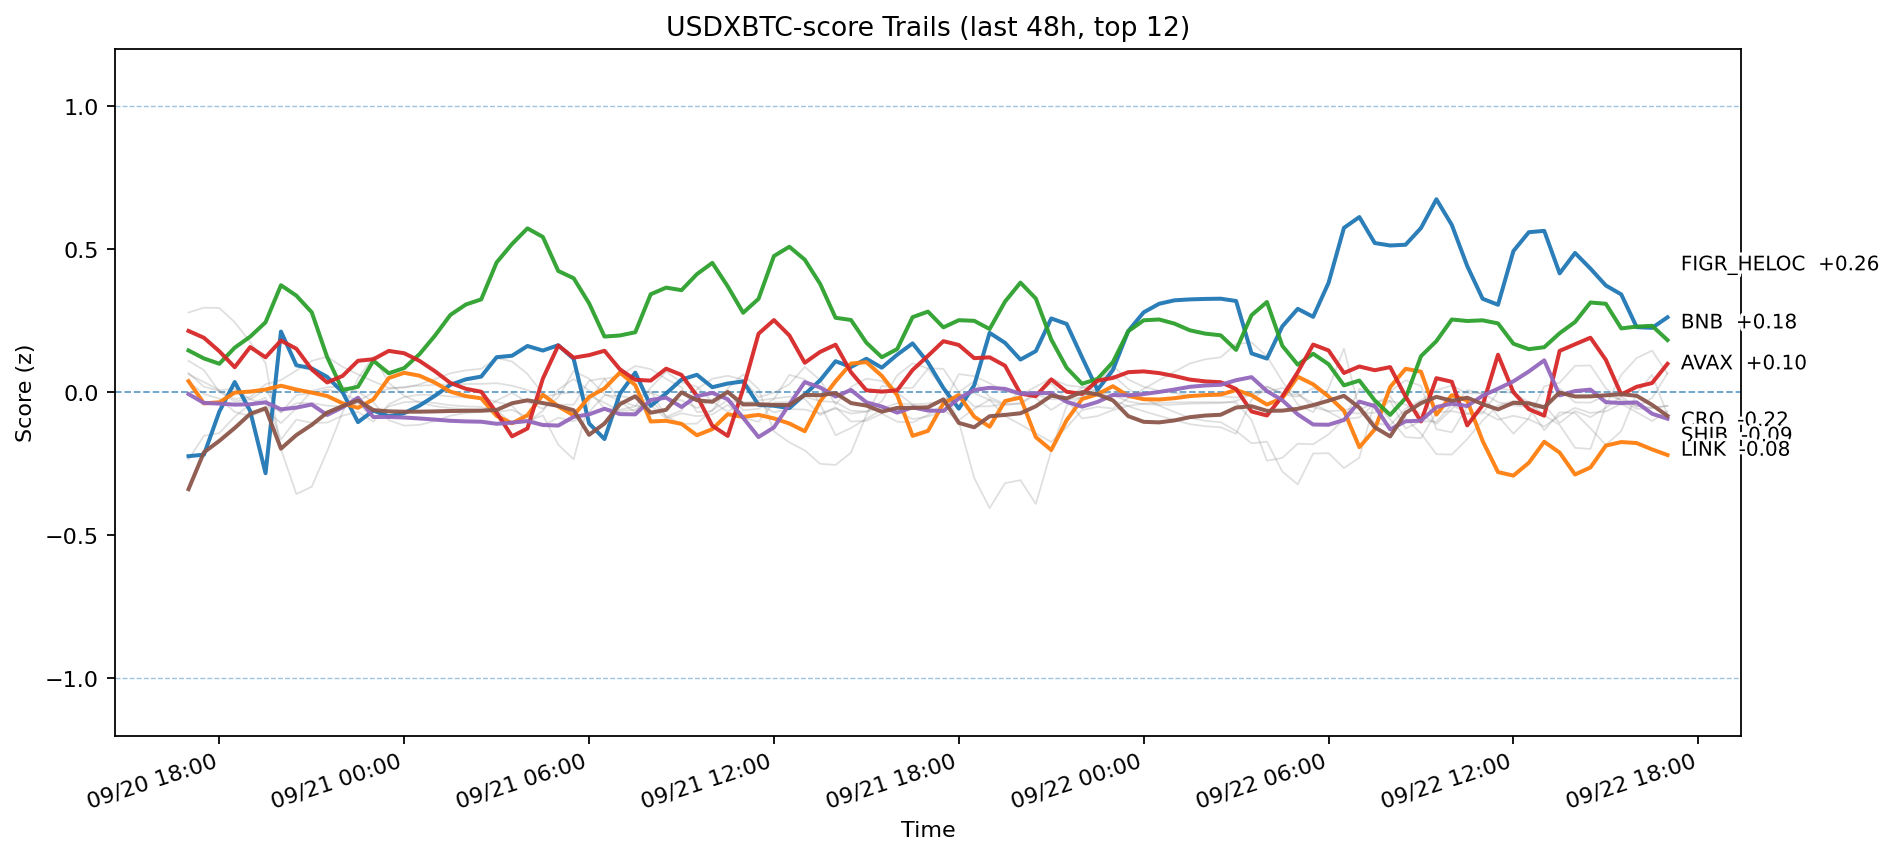 USDXBTC-score Trails (last 48h, top 12)
Score (z)
1.0
0.5
0.0
−0.5
−1.0
FIGR_HELOC +0.26
BNB +0.18
AVAX +0.10
CRO -0.22
SHIB -0.09
LINK -0.08
09/20 18:00
09/21 00:00
09/21 06:00
09/21 12:00
09/21 18:00
09/22 00:00
09/22 06:00
09/22 12:00
09/22 18:00
Time